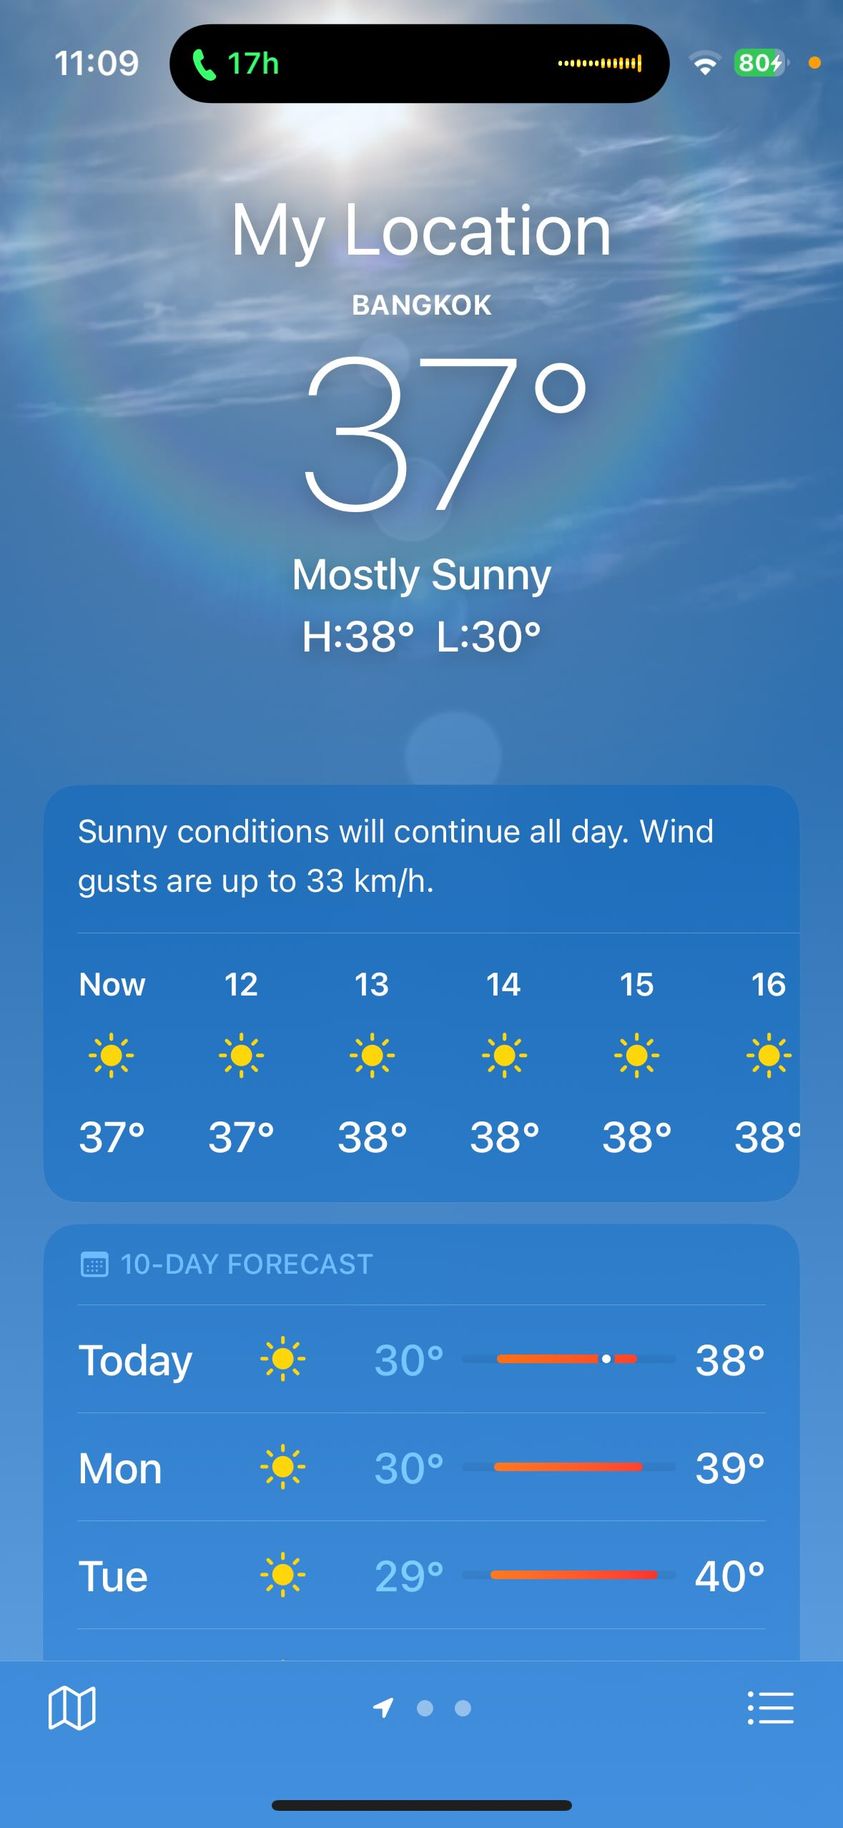 11:09 17h 80
My Location
BANGKOK
37°
Mostly Sunny
H:38° L:30°
Sunny conditions will continue all day. Wind
gusts are up to 33 km/h.
Now 12 13 14 15 16
37° 37° 38° 38° 38° 38°
10-DAY FORECAST
Today 30° 38°
Mon 30° 39°
Tue 29° 40°